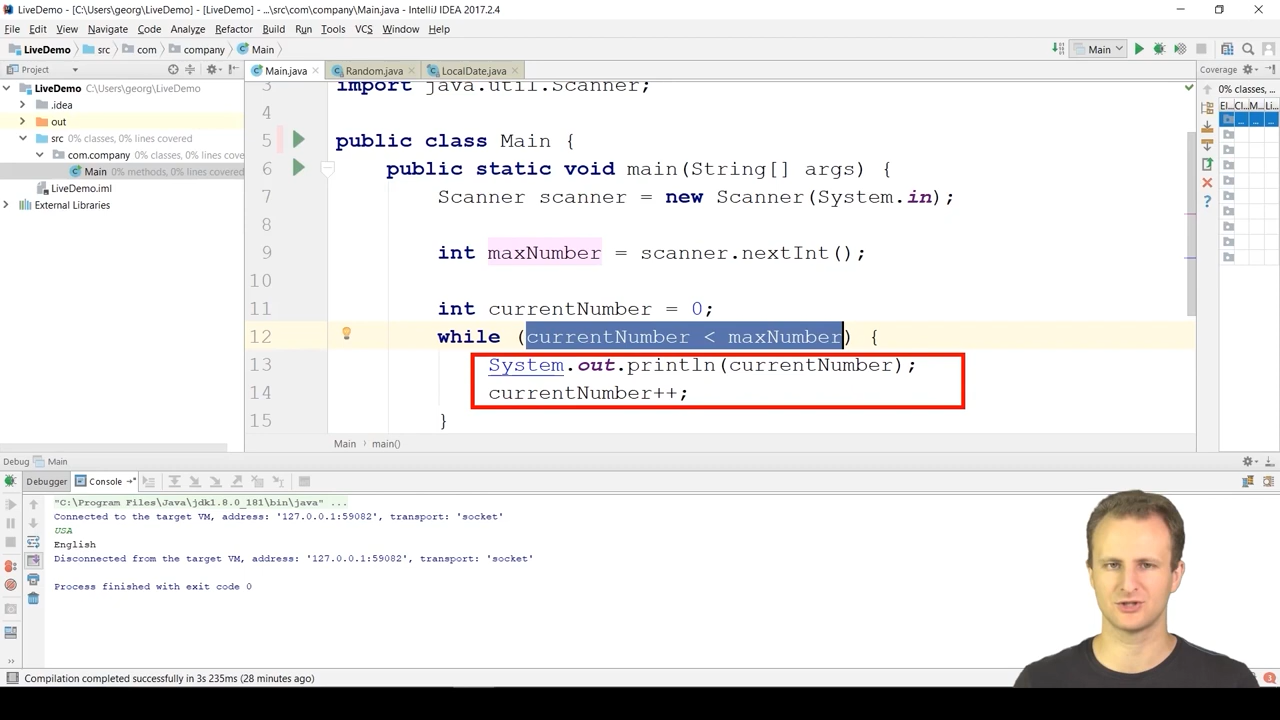 LiveDemo - [C:\Users\georg\LiveDemo] - [LiveDemo] - ...\src\com\company\Main.java - IntelliJ IDEA 2017.2.4
File Edit View Navigate Code Analyze Refactor Build Run Tools VCS Window Help
LiveDemo src com company Main Main
Project Main.java Random.java LocalDate.java Coverage
LiveDemo C:\Users\georg\LiveDemo
.idea
out
src 0% classes, 0% lines covered
com.company 0% classes, 0% lines covered
Main 0% methods, 0% lines covered
LiveDemo.iml
External Libraries
3 import java.util.Scanner;
4
5 public class Main {
6 public static void main(String[] args) {
7 Scanner scanner = new Scanner(System.in);
8
9 int maxNumber = scanner.nextInt();
10
11 int currentNumber = 0;
12 while (currentNumber < maxNumber) {
13 System.out.println(currentNumber);
14 currentNumber++;
15 }
Main main()
0% classes, ...
El... Cl... M... Li...
... ... ...
Debug Main
Debugger Console
"C:\Program Files\Java\jdk1.8.0_181\bin\java" ...
Connected to the target VM, address: '127.0.0.1:59082', transport: 'socket'
USA
English
Disconnected from the target VM, address: '127.0.0.1:59082', transport: 'socket'
Process finished with exit code 0
Compilation completed successfully in 3s 235ms (28 minutes ago)